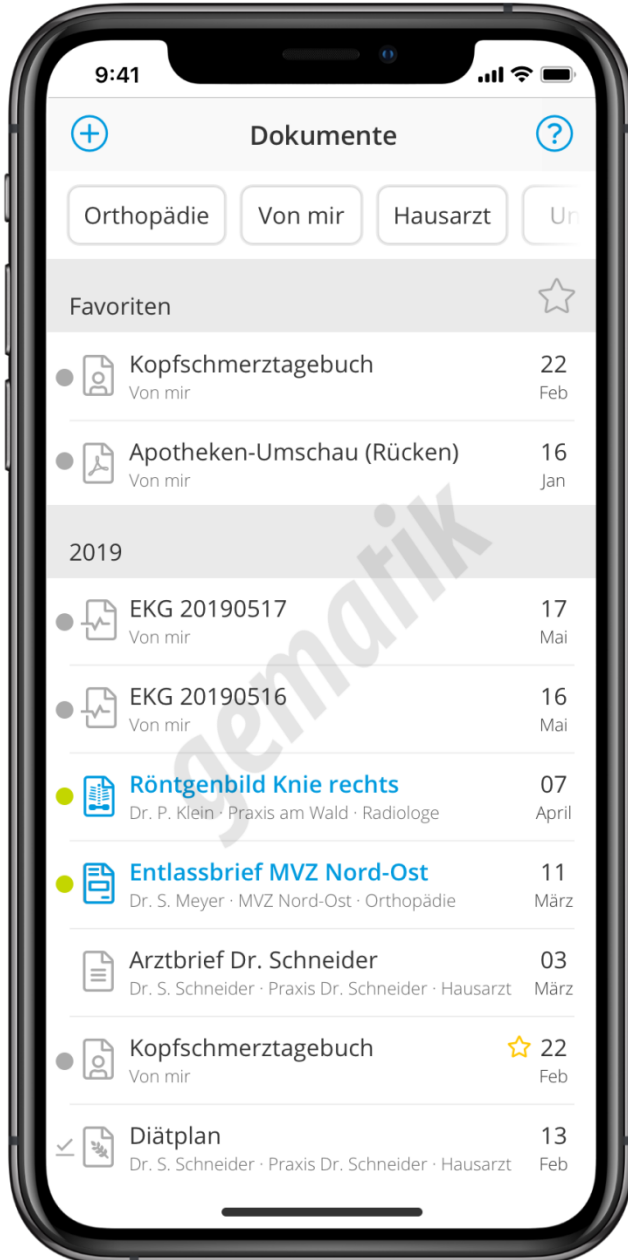 9:41
Dokumente
Orthopädie Von mir Hausarzt Un
Favoriten
Kopfschmerztagebuch 22
Von mir Feb
Apotheken-Umschau (Rücken) 16
Von mir Jan
2019
EKG 20190517 17
Von mir Mai
EKG 20190516 16
Von mir Mai
Röntgenbild Knie rechts 07
Dr. P. Klein · Praxis am Wald · Radiologe April
Entlassbrief MVZ Nord-Ost 11
Dr. S. Meyer · MVZ Nord-Ost · Orthopädie März
Arztbrief Dr. Schneider 03
Dr. S. Schneider · Praxis Dr. Schneider · Hausarzt März
Kopfschmerztagebuch 22
Von mir Feb
Diätplan 13
Dr. S. Schneider · Praxis Dr. Schneider · Hausarzt Feb
gematik